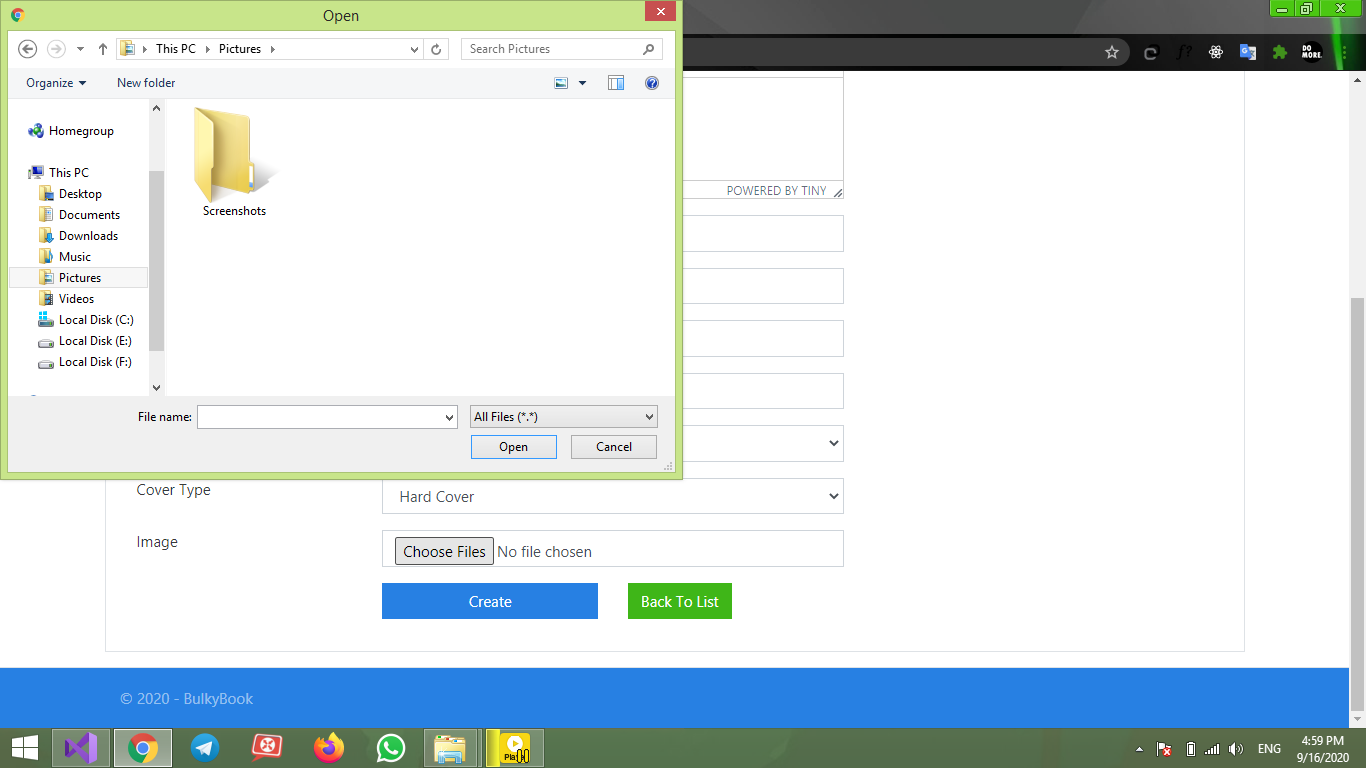 Open
This PC
Pictures
Search Pictures
Organize
New folder
Homegroup
This PC
Desktop
Documents
Downloads
Music
Pictures
Videos
Local Disk (C:)
Local Disk (E:)
Local Disk (F:)
Screenshots
File name:
All Files (*.*)
Open
Cancel
DO
MORE.
POWERED BY TINY
Cover Type
Hard Cover
Image
Choose Files No file chosen
Create
Back To List
© 2020 - BulkyBook
Pla
ENG
4:59 PM
9/16/2020